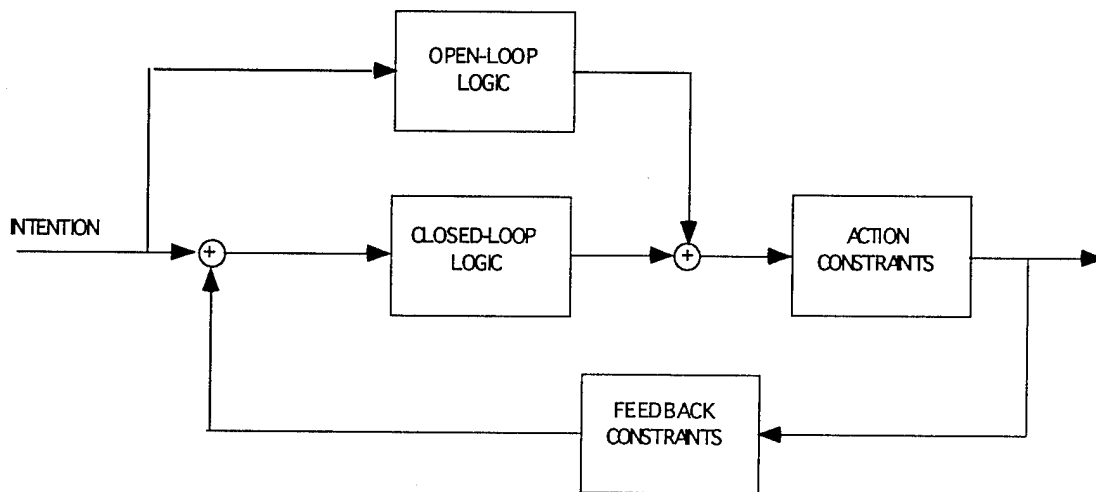 OPEN-LOOP
LOGIC
INTENTION
+
CLOSED-LOOP
LOGIC
+
ACTION
CONSTRAINTS
FEEDBACK
CONSTRAINTS